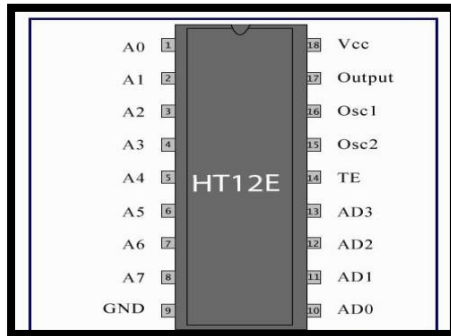 A0 1 18 Vcc
A1 2 17 Output
A2 3 16 Osc1
A3 4 15 Osc2
A4 5 14 TE
HT12E
A5 6 13 AD3
A6 7 12 AD2
A7 8 11 AD1
GND 9 10 AD0